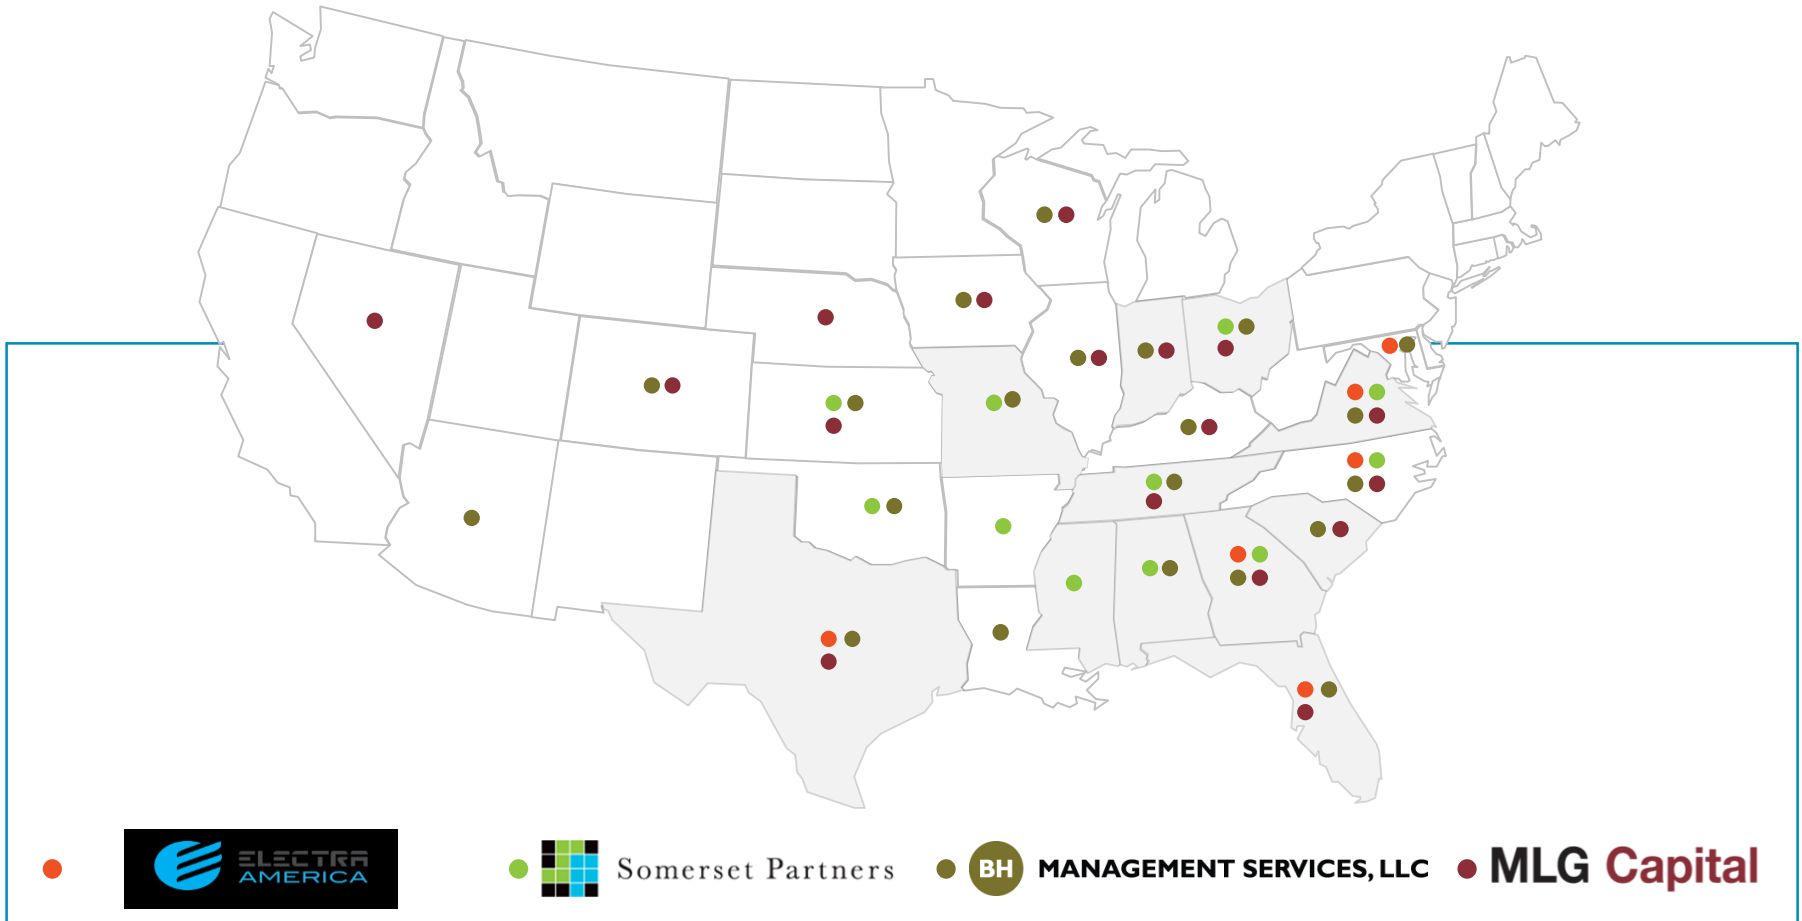 ELECTRA
AMERICA
Somerset Partners
BH MANAGEMENT SERVICES, LLC
MLG Capital